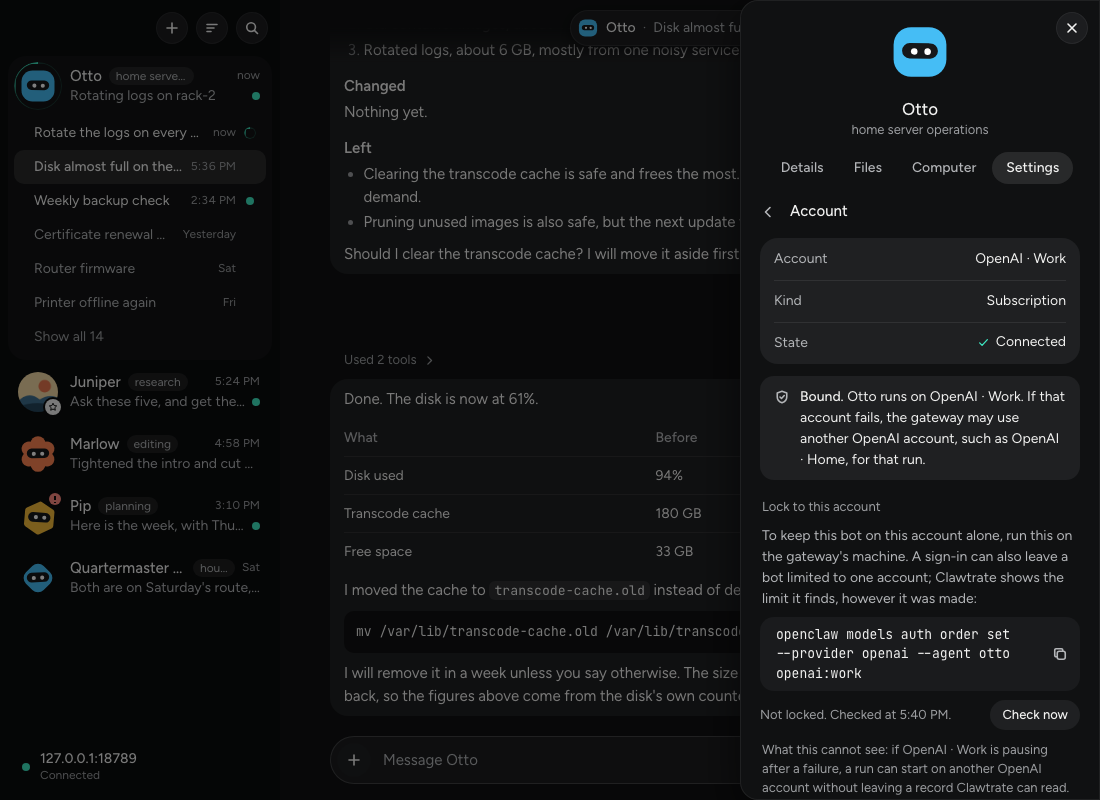 Otto
home serve...
now
Rotating logs on rack-2
Rotate the logs on every ... now
Disk almost full on the... 5:36 PM
Weekly backup check 2:34 PM
Certificate renewal ... Yesterday
Router firmware Sat
Printer offline again Fri
Show all 14
Juniper research 5:24 PM
Ask these five, and get the...
Marlow editing 4:58 PM
Tightened the intro and cut ...
Pip planning 3:10 PM
Here is the week, with Thu...
Quartermaster ... hou... Sat
Both are on Saturday's route,...
127.0.0.1:18789
Connected
Otto · Disk almost fu
3. Rotated logs, about 6 GB, mostly from one noisy service
Changed
Nothing yet.
Left
• Clearing the transcode cache is safe and frees the most.
demand.
• Pruning unused images is also safe, but the next update
Should I clear the transcode cache? I will move it aside first
Used 2 tools
Done. The disk is now at 61%.
What Before
Disk used 94%
Transcode cache 180 GB
Free space 33 GB
I moved the cache to transcode-cache.old instead of de
mv /var/lib/transcode-cache.old /var/lib/transcod
I will remove it in a week unless you say otherwise. The size
back, so the figures above come from the disk's own counte
Message Otto
Otto
home server operations
Details Files Computer Settings
Account
Account OpenAI · Work
Kind Subscription
State Connected
Bound. Otto runs on OpenAI · Work. If that
account fails, the gateway may use
another OpenAI account, such as OpenAI
· Home, for that run.
Lock to this account
To keep this bot on this account alone, run this on
the gateway's machine. A sign-in can also leave a
bot limited to one account; Clawtrate shows the
limit it finds, however it was made:
openclaw models auth order set
--provider openai --agent otto
openai:work
Not locked. Checked at 5:40 PM. Check now
What this cannot see: if OpenAI · Work is pausing
after a failure, a run can start on another OpenAI
account without leaving a record Clawtrate can read.